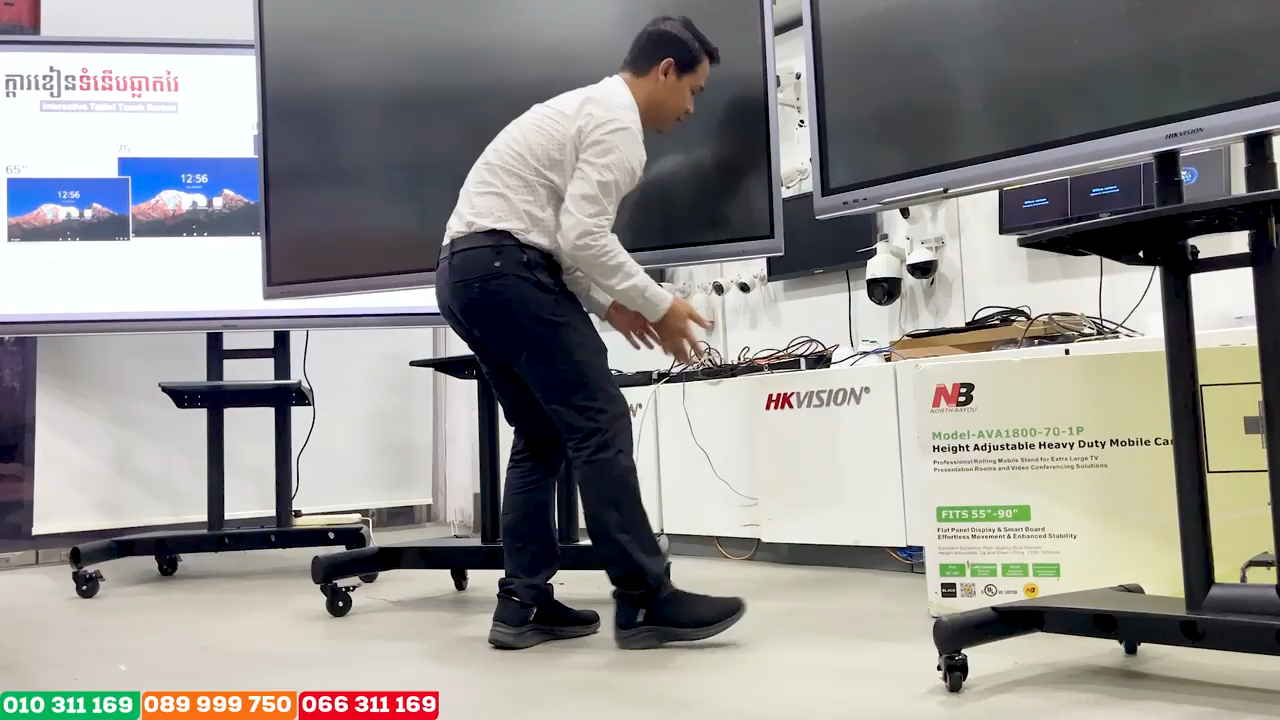 ក្តារខៀនទំនើបឆ្លាតវៃ
Interactive Tablet Touch Screen
65"
75"
12:56
12:56
HIKVISION
HIKVISION®
NB
NORTH BAYOU
Model-AVA1800-70-1P
Height Adjustable Heavy Duty Mobile Car
Professional Rolling Mobile Stand for Extra Large TV
Presentation Rooms and Video Conferencing Solutions
FITS 55"-90"
Flat Panel Display & Smart Board
Effortless Movement & Enhanced Stability
BLACK
010 311 169
089 999 750
066 311 169